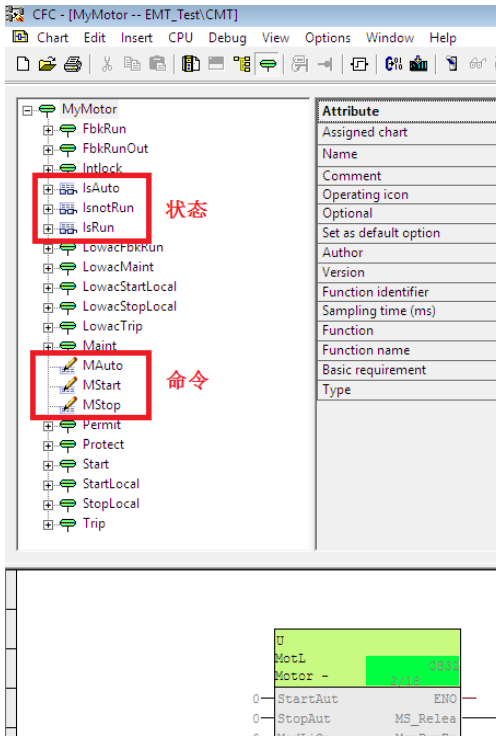 CFC - [MyMotor -- EMT_Test\CMT]
Chart Edit Insert CPU Debug View Options Window Help
MyMotor
FbkRun
FbkRunOut
Intlock
IsAuto
IsnotRun
IsRun
状态
LowacFbkRun
LowacMaint
LowacStartLocal
LowacStopLocal
LowacTrip
Maint
MAuto
MStart
MStop
命令
Permit
Protect
Start
StartLocal
StopLocal
Trip
Attribute
Assigned chart
Name
Comment
Operating icon
Optional
Set as default option
Author
Version
Function identifier
Sampling time (ms)
Function
Function name
Basic requirement
Type
U
MotL
Motor -
2/18
0 StartAut ENO
0 StopAut MS_Relea